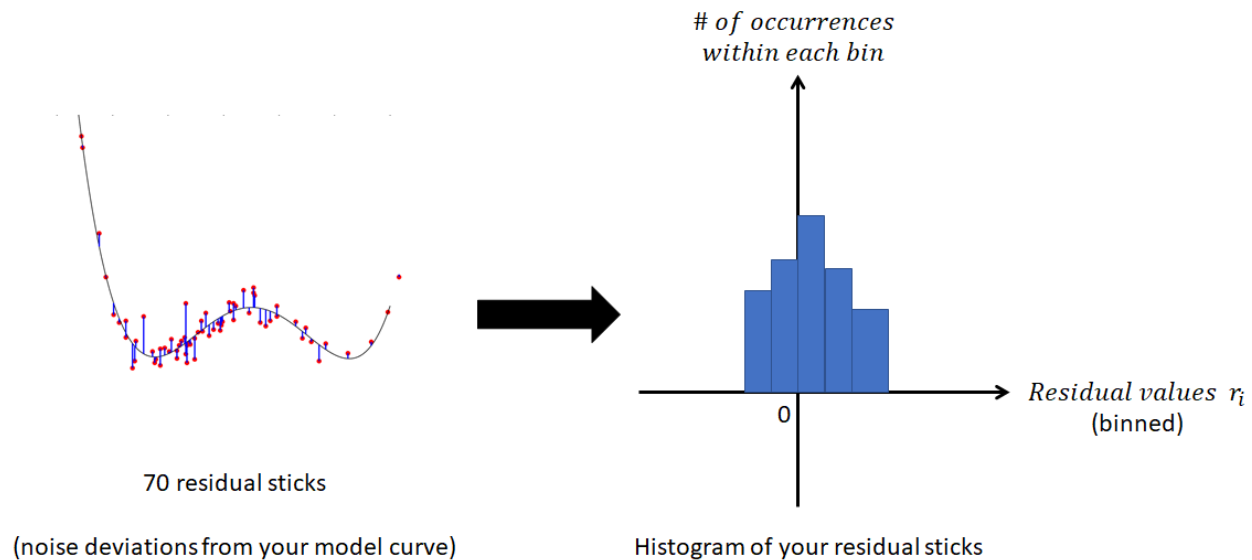 # of occurrences
within each bin
0
Residual values rᵢ
(binned)
70 residual sticks
(noise deviations from your model curve)
Histogram of your residual sticks